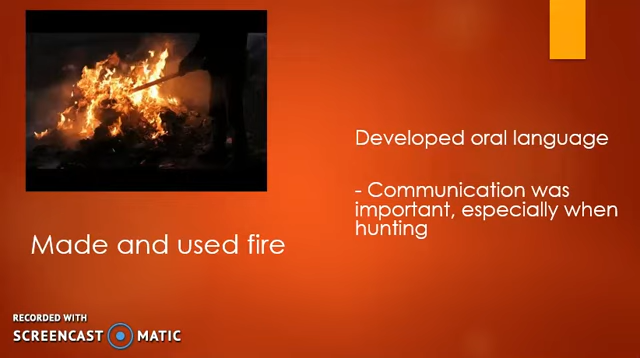 Made and used fire
Developed oral language
- Communication was
important, especially when
hunting
RECORDED WITH
SCREENCAST MATIC